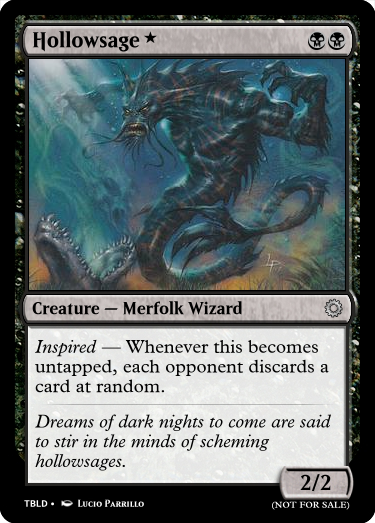 Hollowsage ★
LP.
Creature — Merfolk Wizard
Inspired — Whenever this becomes
untapped, each opponent discards a
card at random.
Dreams of dark nights to come are said
to stir in the minds of scheming
hollowsages.
2/2
TBLD • Lucio Parrillo
(NOT FOR SALE)